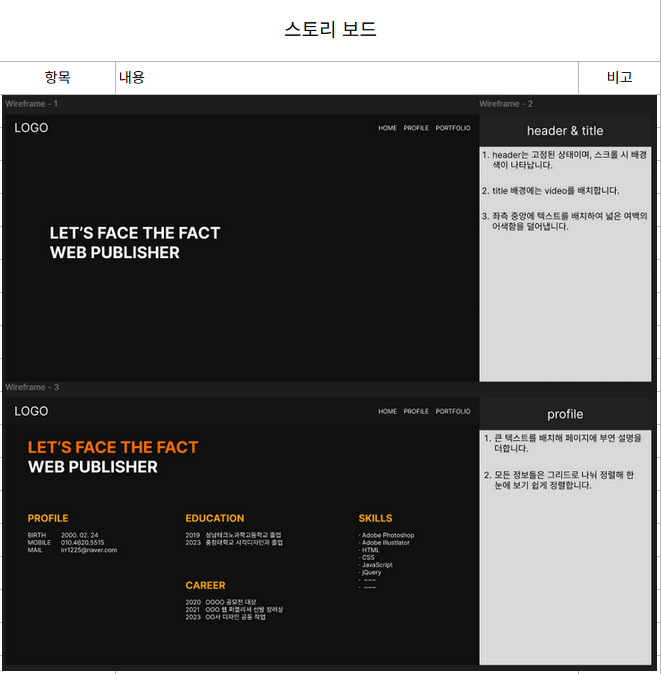 스토리 보드
항목 내용 비고
Wireframe - 1
LOGO HOME PROFILE PORTFOLIO
LET'S FACE THE FACT
WEB PUBLISHER
Wireframe - 2
header & title
1. header는 고정된 상태이며, 스크롤 시 배경
색이 나타납니다.
2. title 배경에는 video를 배치합니다.
3. 좌측 중앙에 텍스트를 배치하여 넓은 여백의
어색함을 덜어냅니다.
Wireframe - 3
LOGO HOME PROFILE PORTFOLIO
LET'S FACE THE FACT
WEB PUBLISHER
PROFILE
BIRTH 2000. 02. 24
MOBILE 010.4620.5515
MAIL lrr1225@naver.com
EDUCATION
2019 성남테크노과학고등학교 졸업
2023 충청대학교 시각디자인과 졸업
CAREER
2020 OOOO 공모전 대상
2021 OOO 웹 퍼블리셔 선발 장려상
2023 OO사 디자인 공동 작업
SKILLS
· Adobe Photoshop
· Adobe Illustlator
· HTML
· CSS
· JavaScript
· jQuery
· ~~~
· ~~~
profile
1. 큰 텍스트를 배치해 페이지에 부연 설명을
더합니다.
2. 모든 정보들은 그리드로 나눠 정렬해 한
눈에 보기 쉽게 정렬합니다.